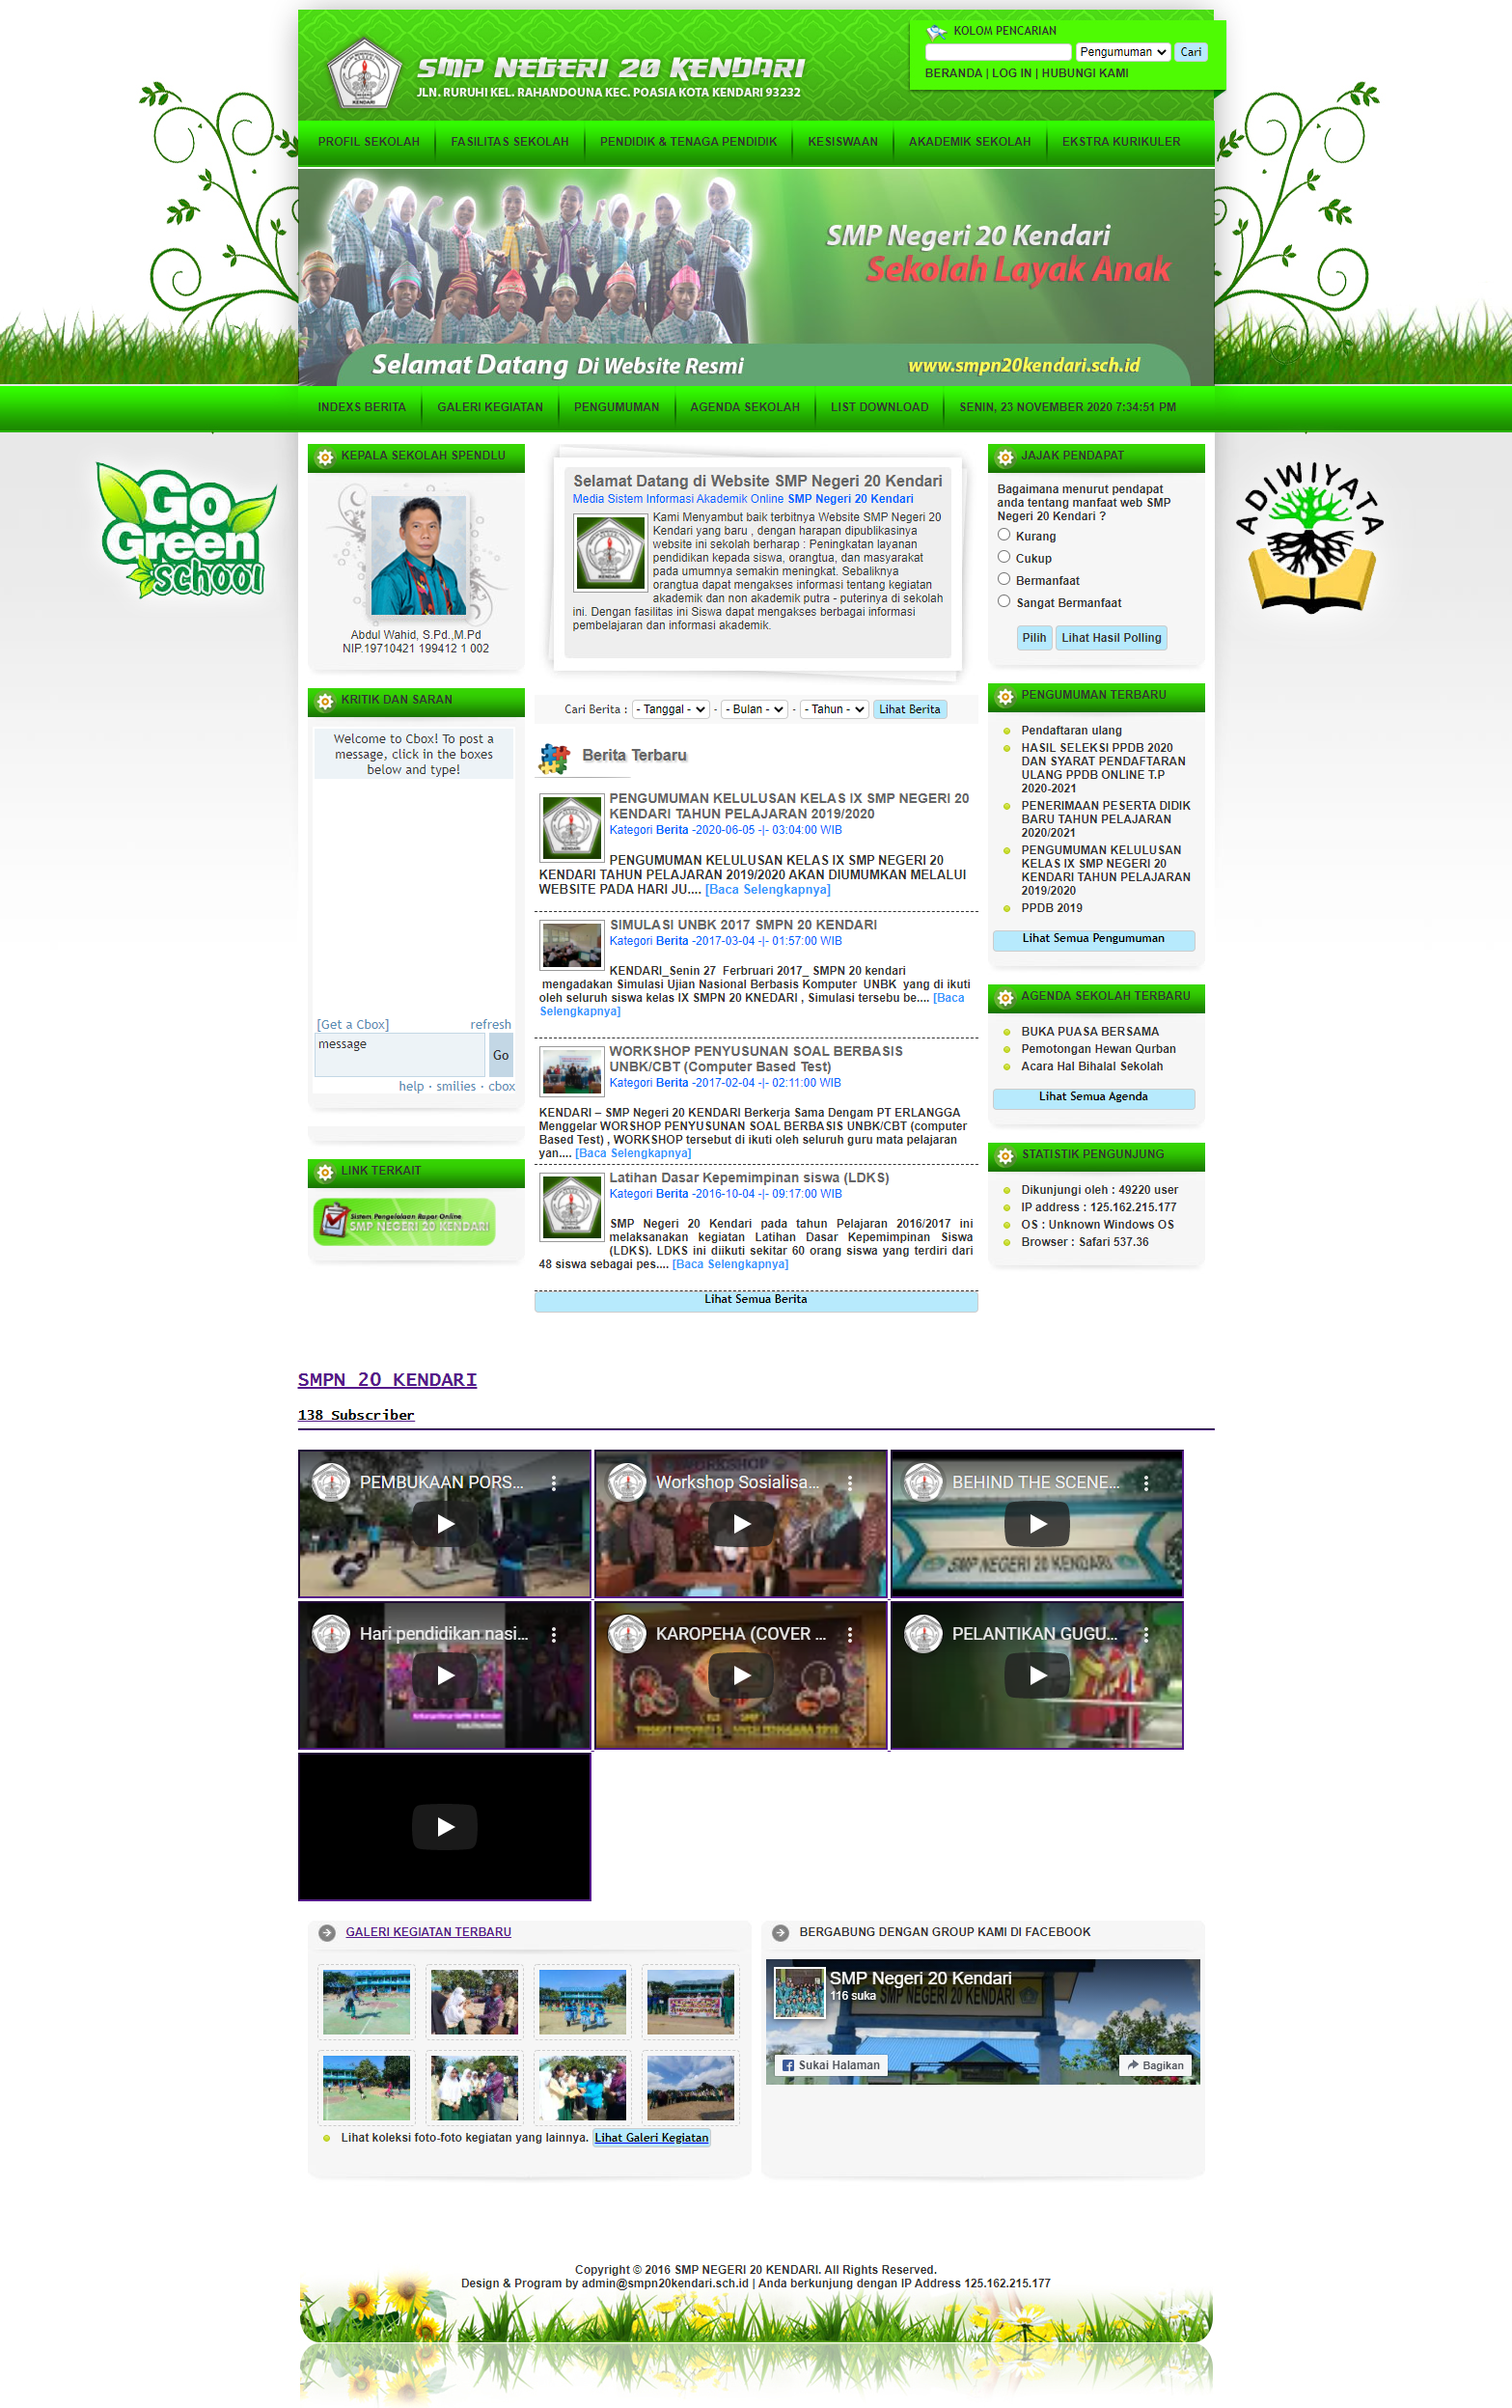 SMP NEGERI 20 KENDARI
JLN. RURUHI KEL. RAHANDOUNA KEC. POASIA KOTA KENDARI 93232
KOLOM PENCARIAN
Pengumuman Cari
BERANDA | LOG IN | HUBUNGI KAMI
PROFIL SEKOLAH FASILITAS SEKOLAH PENDIDIK & TENAGA PENDIDIK KESISWAAN AKADEMIK SEKOLAH EKSTRA KURIKULER
SMP Negeri 20 Kendari
Sekolah Layak Anak
Selamat Datang Di Website Resmi www.smpn20kendari.sch.id
INDEXS BERITA GALERI KEGIATAN PENGUMUMAN AGENDA SEKOLAH LIST DOWNLOAD SENIN, 23 NOVEMBER 2020 7:34:51 PM
Go
Green
school
ADIWIYATA
KEPALA SEKOLAH SPENDLU
Abdul Wahid, S.Pd.,M.Pd
NIP.19710421 199412 1 002
KRITIK DAN SARAN
Welcome to Cbox! To post a
message, click in the boxes
below and type!
[Get a Cbox] refresh
message
Go
help · smilies · cbox
LINK TERKAIT
Sistem Pengelolaan Rapor Online
SMP NEGERI 20 KENDARI
Selamat Datang di Website SMP Negeri 20 Kendari
Media Sistem Informasi Akademik Online SMP Negeri 20 Kendari
Kami Menyambut baik terbitnya Website SMP Negeri 20
Kendari yang baru , dengan harapan dipublikasinya
website ini sekolah berharap : Peningkatan layanan
pendidikan kepada siswa, orangtua, dan masyarakat
pada umumnya semakin meningkat. Sebaliknya
orangtua dapat mengakses informasi tentang kegiatan
akademik dan non akademik putra - puterinya di sekolah
ini. Dengan fasilitas ini Siswa dapat mengakses berbagai informasi
pembelajaran dan informasi akademik.
Cari Berita : - Tanggal - - - Bulan - - - Tahun - Lihat Berita
Berita Terbaru
PENGUMUMAN KELULUSAN KELAS IX SMP NEGERI 20
KENDARI TAHUN PELAJARAN 2019/2020
Kategori Berita -2020-06-05 -|- 03:04:00 WIB
PENGUMUMAN KELULUSAN KELAS IX SMP NEGERI 20
KENDARI TAHUN PELAJARAN 2019/2020 AKAN DIUMUMKAN MELALUI
WEBSITE PADA HARI JU.... [Baca Selengkapnya]
SIMULASI UNBK 2017 SMPN 20 KENDARI
Kategori Berita -2017-03-04 -|- 01:57:00 WIB
KENDARI_Senin 27 Ferbruari 2017_ SMPN 20 kendari
mengadakan Simulasi Ujian Nasional Berbasis Komputer UNBK yang di ikuti
oleh seluruh siswa kelas IX SMPN 20 KNEDARI , Simulasi tersebu be.... [Baca
Selengkapnya]
WORKSHOP PENYUSUNAN SOAL BERBASIS
UNBK/CBT (Computer Based Test)
Kategori Berita -2017-02-04 -|- 02:11:00 WIB
KENDARI – SMP Negeri 20 KENDARI Berkerja Sama Dengam PT ERLANGGA
Menggelar WORSHOP PENYUSUNAN SOAL BERBASIS UNBK/CBT (computer
Based Test) , WORKSHOP tersebut di ikuti oleh seluruh guru mata pelajaran
yan.... [Baca Selengkapnya]
Latihan Dasar Kepemimpinan siswa (LDKS)
Kategori Berita -2016-10-04 -|- 09:17:00 WIB
SMP Negeri 20 Kendari pada tahun Pelajaran 2016/2017 ini
melaksanakan kegiatan Latihan Dasar Kepemimpinan Siswa
(LDKS). LDKS ini diikuti sekitar 60 orang siswa yang terdiri dari
48 siswa sebagai pes.... [Baca Selengkapnya]
Lihat Semua Berita
JAJAK PENDAPAT
Bagaimana menurut pendapat
anda tentang manfaat web SMP
Negeri 20 Kendari ?
Kurang
Cukup
Bermanfaat
Sangat Bermanfaat
Pilih Lihat Hasil Polling
PENGUMUMAN TERBARU
Pendaftaran ulang
HASIL SELEKSI PPDB 2020
DAN SYARAT PENDAFTARAN
ULANG PPDB ONLINE T.P
2020-2021
PENERIMAAN PESERTA DIDIK
BARU TAHUN PELAJARAN
2020/2021
PENGUMUMAN KELULUSAN
KELAS IX SMP NEGERI 20
KENDARI TAHUN PELAJARAN
2019/2020
PPDB 2019
Lihat Semua Pengumuman
AGENDA SEKOLAH TERBARU
BUKA PUASA BERSAMA
Pemotongan Hewan Qurban
Acara Hal Bihalal Sekolah
Lihat Semua Agenda
STATISTIK PENGUNJUNG
Dikunjungi oleh : 49220 user
IP address : 125.162.215.177
OS : Unknown Windows OS
Browser : Safari 537.36
SMPN 20 KENDARI
138 Subscriber
PEMBUKAAN PORS... Workshop Sosialisa... BEHIND THE SCENE...
SMP NEGERI 20 KENDARI
Hari pendidikan nasi... KAROPEHA (COVER ... PELANTIKAN GUGU...
GALERI KEGIATAN TERBARU
Lihat koleksi foto-foto kegiatan yang lainnya. Lihat Galeri Kegiatan
BERGABUNG DENGAN GROUP KAMI DI FACEBOOK
SMP Negeri 20 Kendari
116 suka
SMP NEGERI 20 KENDARI
Sukai Halaman Bagikan
Copyright © 2016 SMP NEGERI 20 KENDARI. All Rights Reserved.
Design & Program by admin@smpn20kendari.sch.id | Anda berkunjung dengan IP Address 125.162.215.177